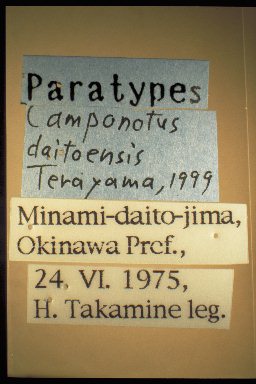 Paratypes
Camponotus
daitoensis
Terayama, 1999
Minami-daito-jima,
Okinawa Pref.,
24. VI. 1975,
H. Takamine leg.